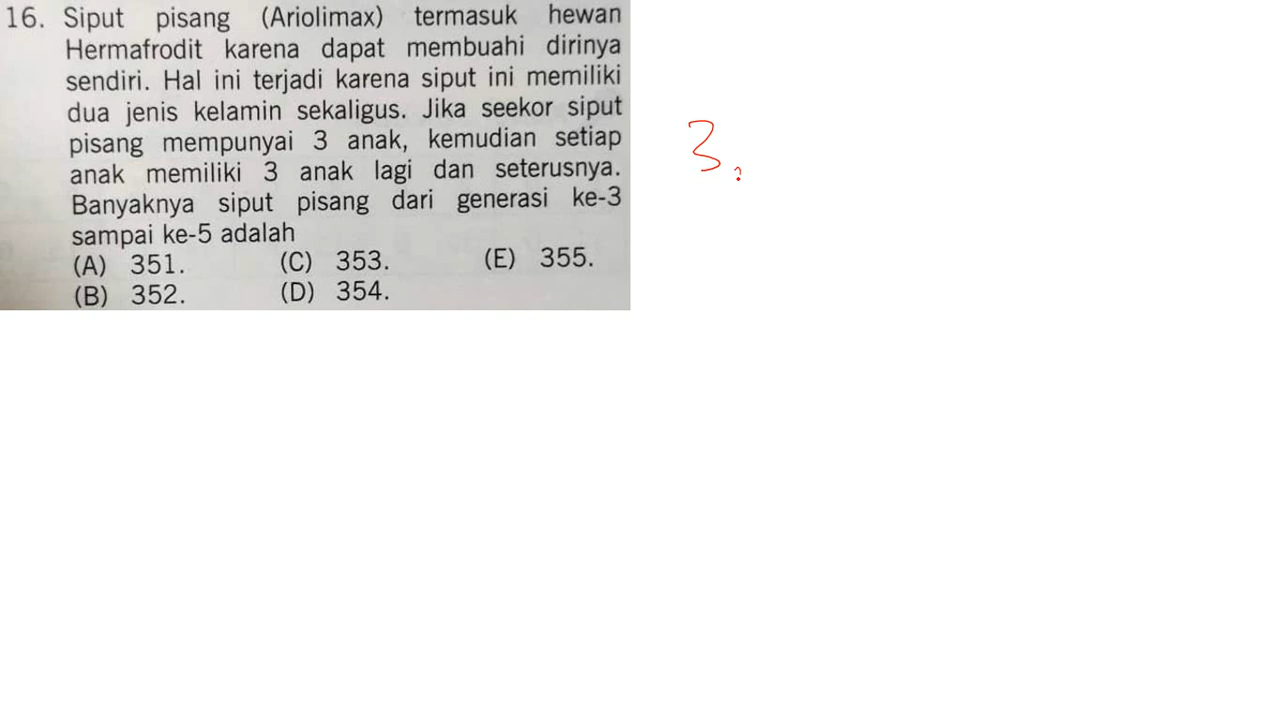 16. Siput pisang (Ariolimax) termasuk hewan
Hermafrodit karena dapat membuahi dirinya
sendiri. Hal ini terjadi karena siput ini memiliki
dua jenis kelamin sekaligus. Jika seekor siput
pisang mempunyai 3 anak, kemudian setiap
anak memiliki 3 anak lagi dan seterusnya.
Banyaknya siput pisang dari generasi ke-3
sampai ke-5 adalah
(A) 351. (C) 353. (E) 355.
(B) 352. (D) 354.
3